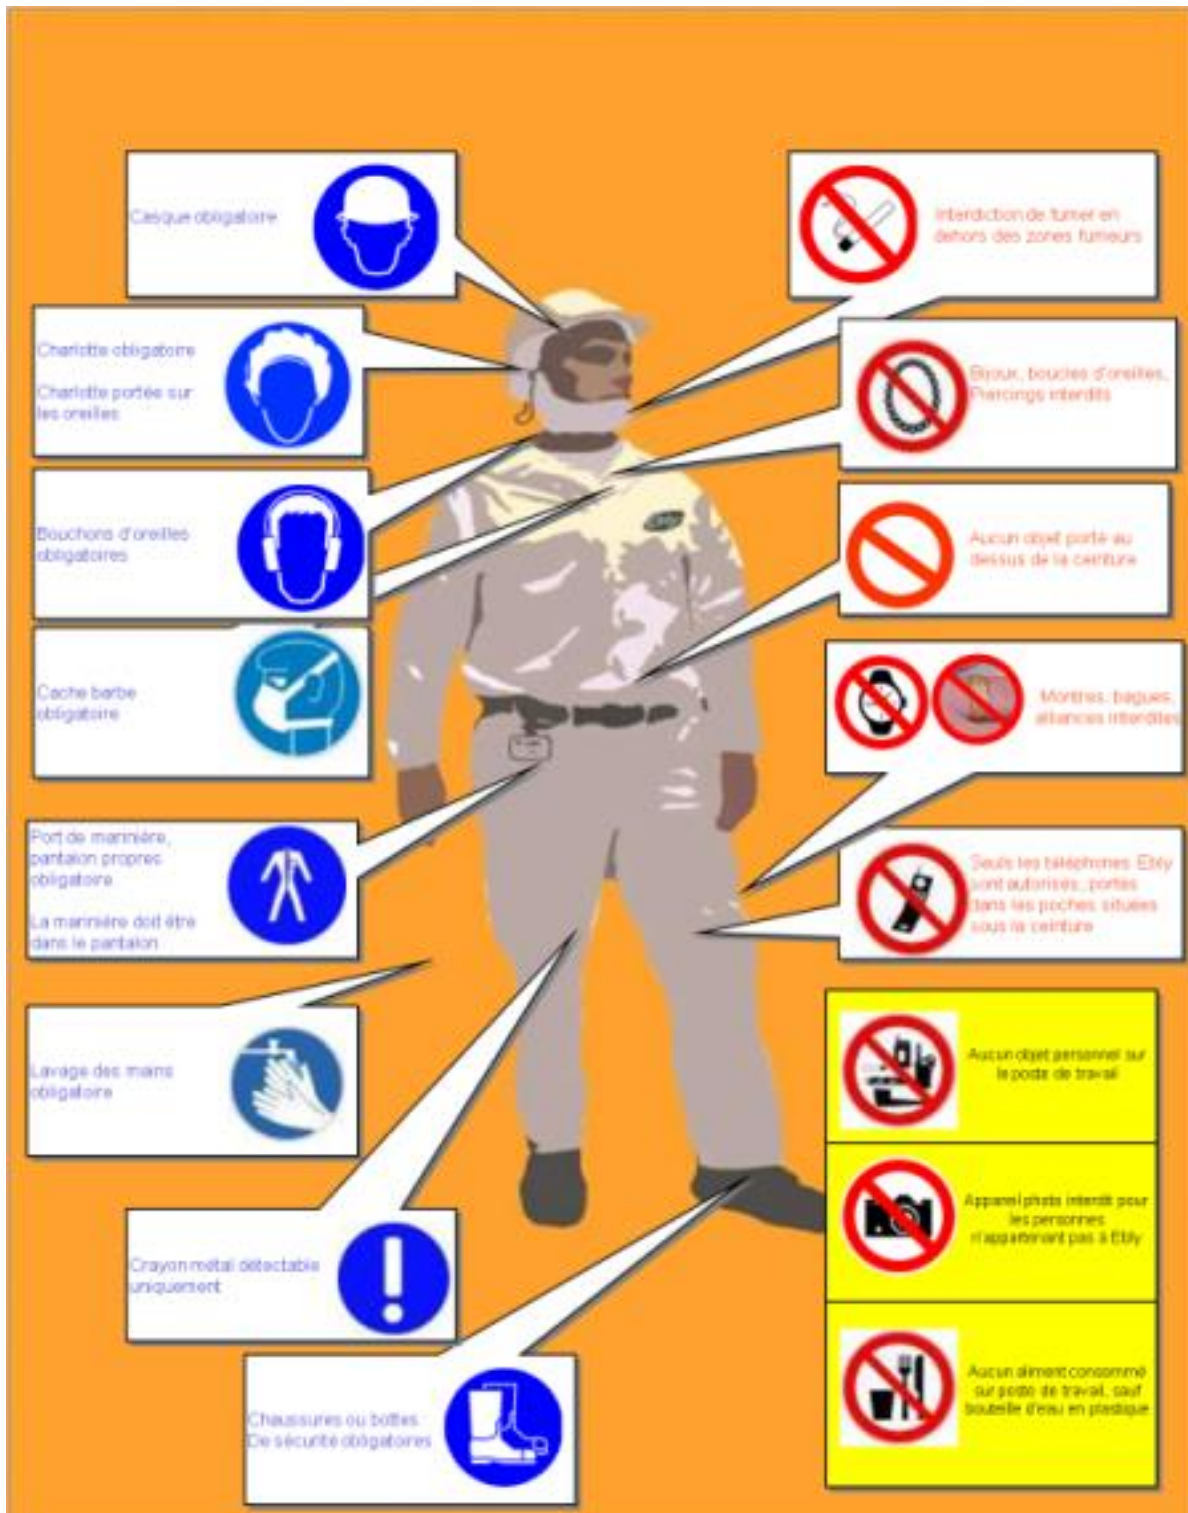 Casque obligatoire
Charlotte obligatoire
Charlotte portée sur
les oreilles
Bouchons d'oreilles
obligatoires
Cache barbe
obligatoire
Port de marinière,
pantalon propres
obligatoire
La marinière doit être
dans le pantalon
Lavage des mains
obligatoire
Crayon métal détectable
uniquement
Chaussures ou bottes
De sécurité obligatoires
Interdiction de fumer en
dehors des zones fumeurs
Bijoux, boucles d'oreilles,
Piercings interdits
Aucun objet porté au
dessus de la ceinture
Montres, bagues,
alliances interdites
Seuls les téléphones Ebly
sont autorisés, portés
dans les poches situées
sous la ceinture
Aucun objet personnel sur
le poste de travail
Appareil photo interdit pour
les personnes
n'appartenant pas à Ebly
Aucun aliment consommé
sur poste de travail, sauf
bouteille d'eau en plastique